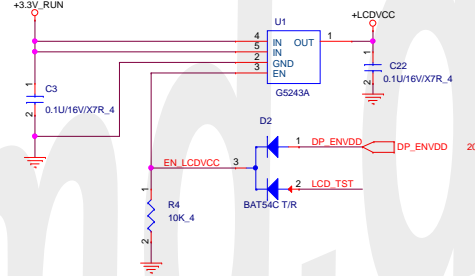 +3.3V_RUN
U1
+LCDVCC
4 IN OUT 1
5 IN
2 GND
3 EN
G5243A
C3
0.1U/16V/X7R_4
1
2
C22
0.1U/16V/X7R_4
1
2
D2
1 DP_ENVDD DP_ENVDD 20
EN_LCDVCC 3
2 LCD_TST
BAT54C T/R
R4
10K_4
1
2